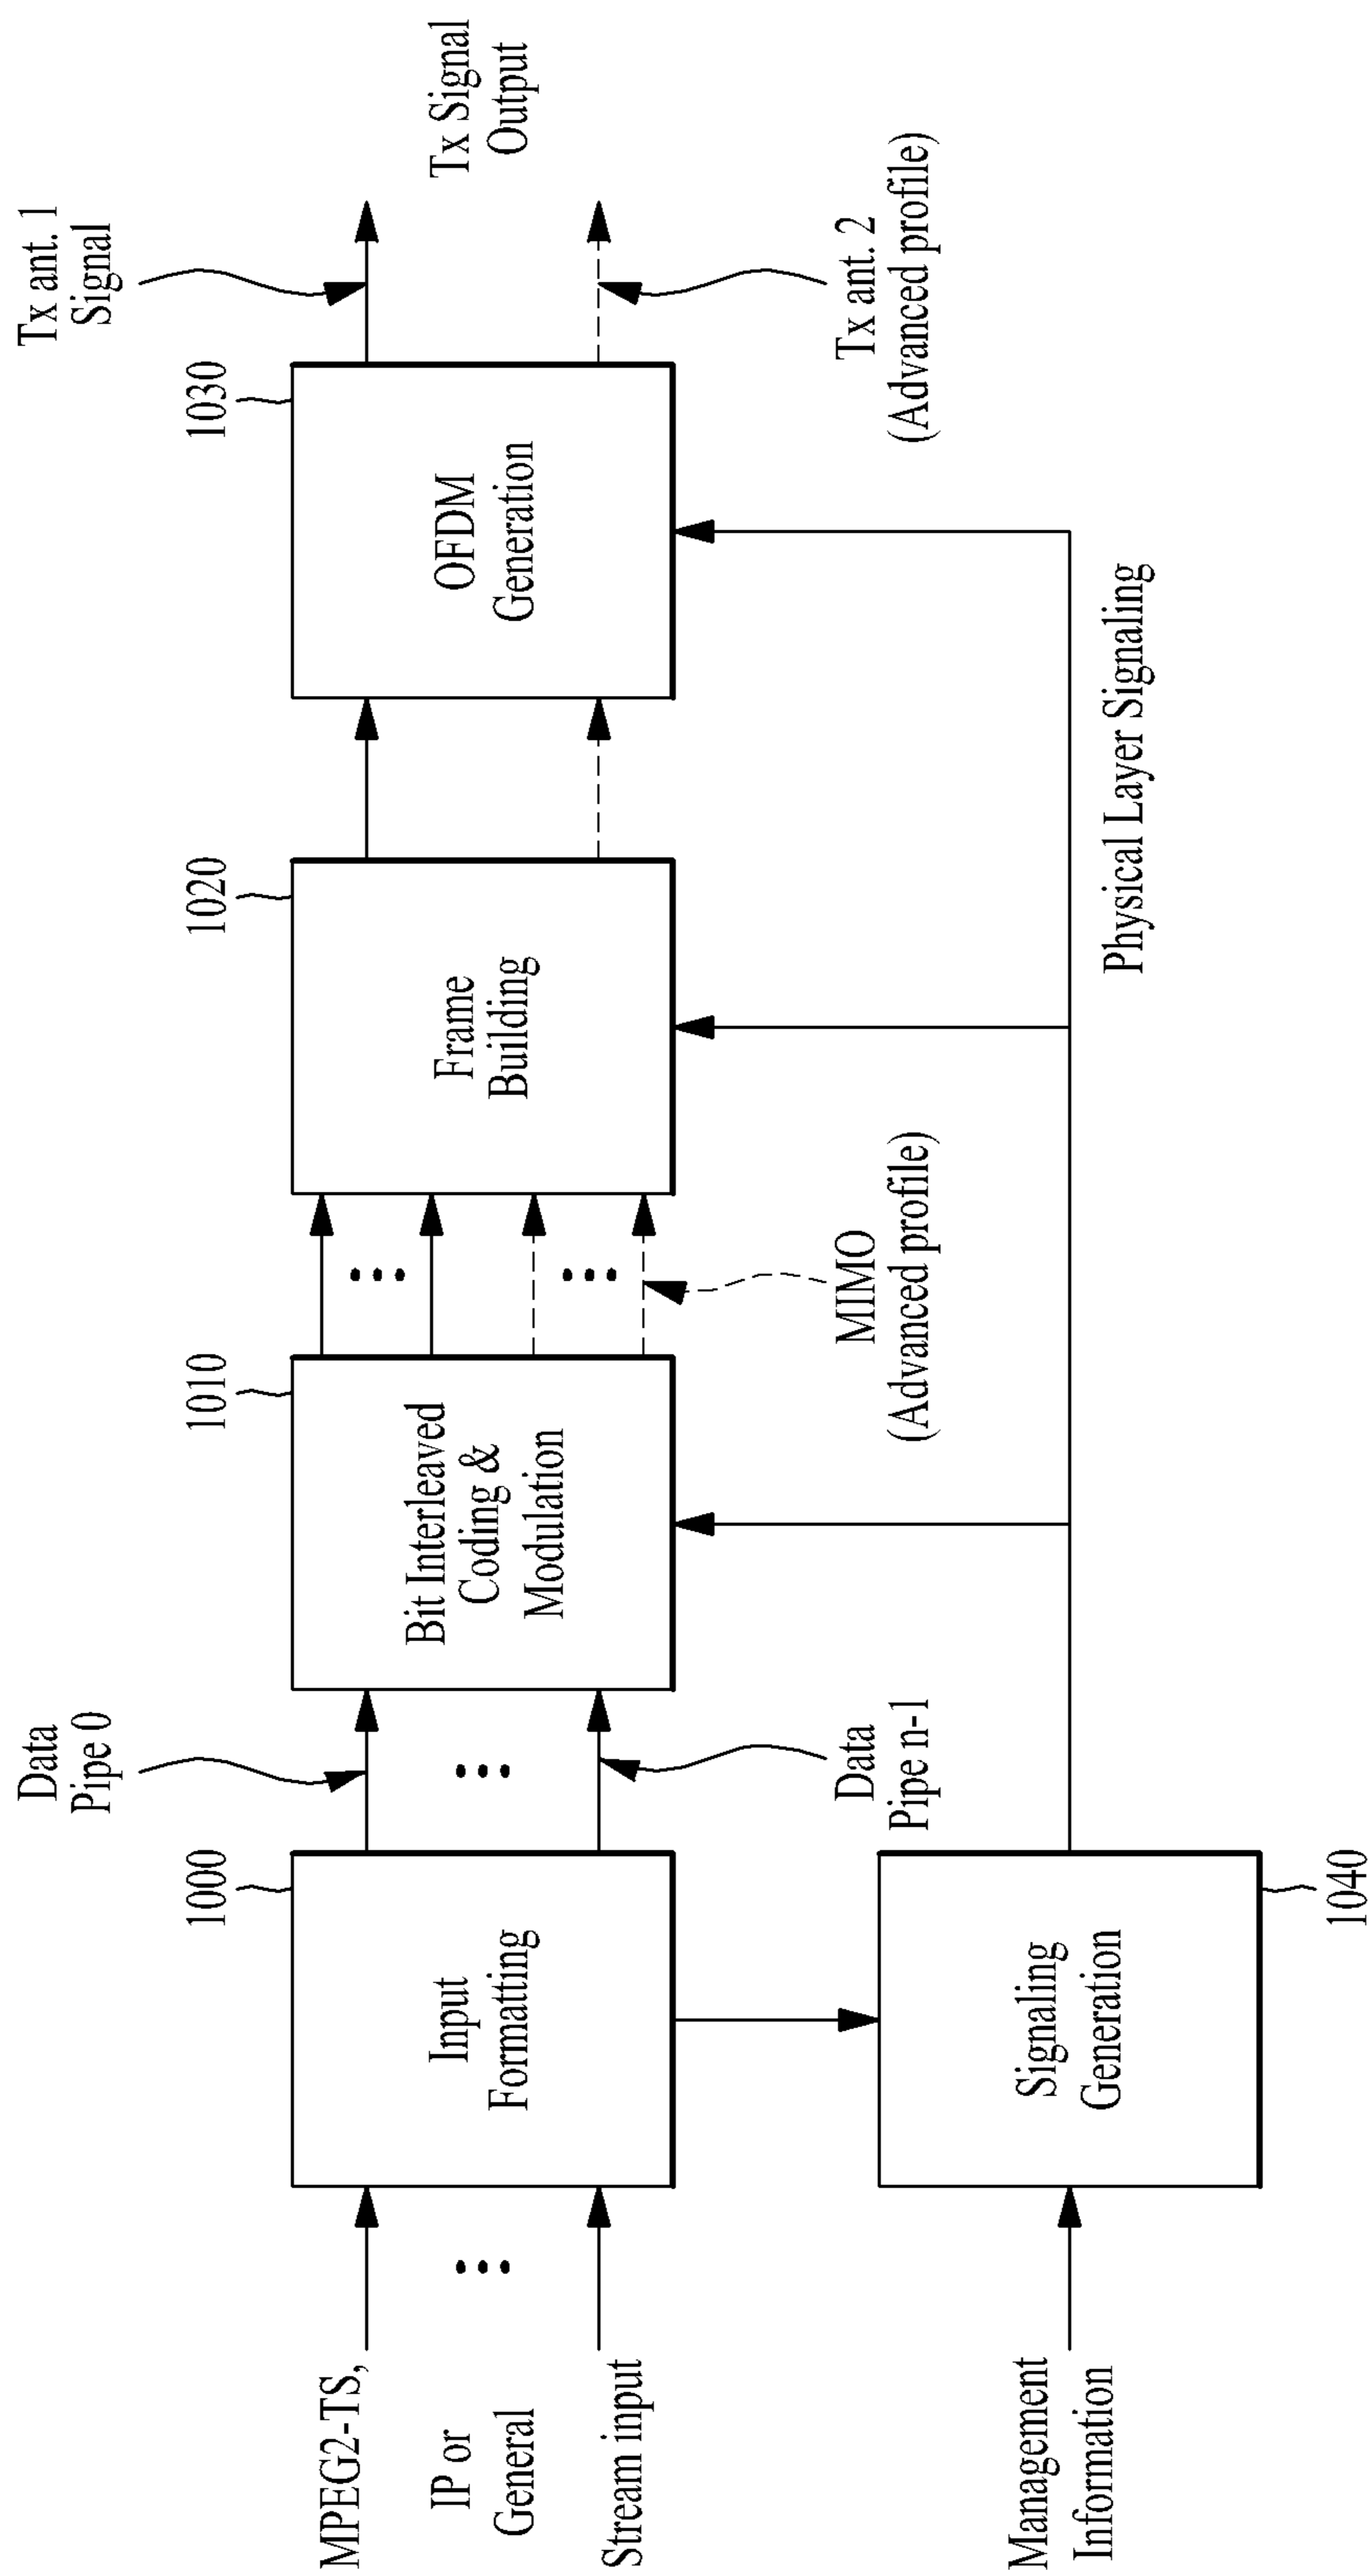 MPEG2-TS,
IP or
General
Stream input
Management
Information
1000
Input
Formatting
Signaling
Generation
1040
Data
Pipe 0
Data
Pipe n-1
1010
Bit Interleaved
Coding &
Modulation
MIMO
(Advanced profile)
1020
Frame
Building
Physical Layer Signaling
1030
OFDM
Generation
Tx ant. 1
Signal
Tx ant. 2
(Advanced profile)
Tx Signal
Output